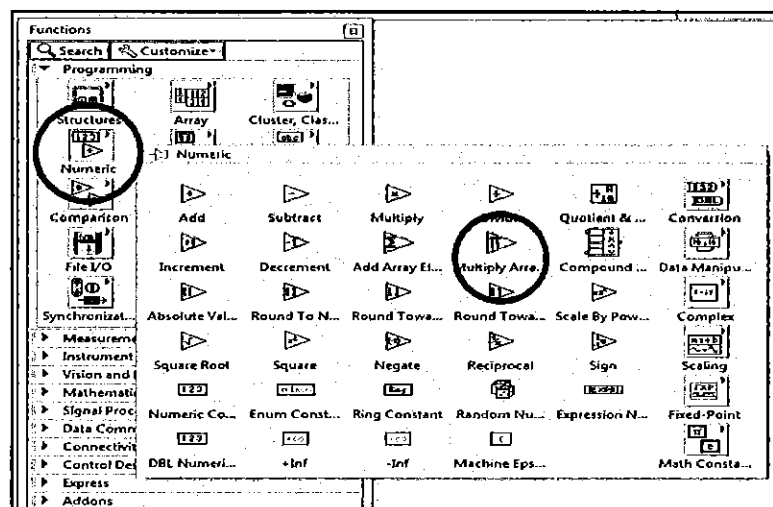 Functions
Search Customize
Programming
Structures Array Cluster, Clas...
Numeric
Comparison
File I/O
Synchronizat...
Numeric
Add Subtract Multiply Quotient & ... Conversion
Increment Decrement Add Array El... Multiply Arra... Compound ... Data Manipu...
Absolute Val... Round To N... Round Towa... Round Towa... Scale By Pow... Complex
Square Root Square Negate Reciprocal Sign Scaling
Numeric Co... Enum Const... Ring Constant Random Nu... Expression N... Fixed-Point
DBL Numeri... +Inf -Inf Machine Eps... Math Consta...
Measureme
Instrument
Vision and
Mathemati
Signal Proc
Data Comm
Connectivit
Control De
Express
Addons